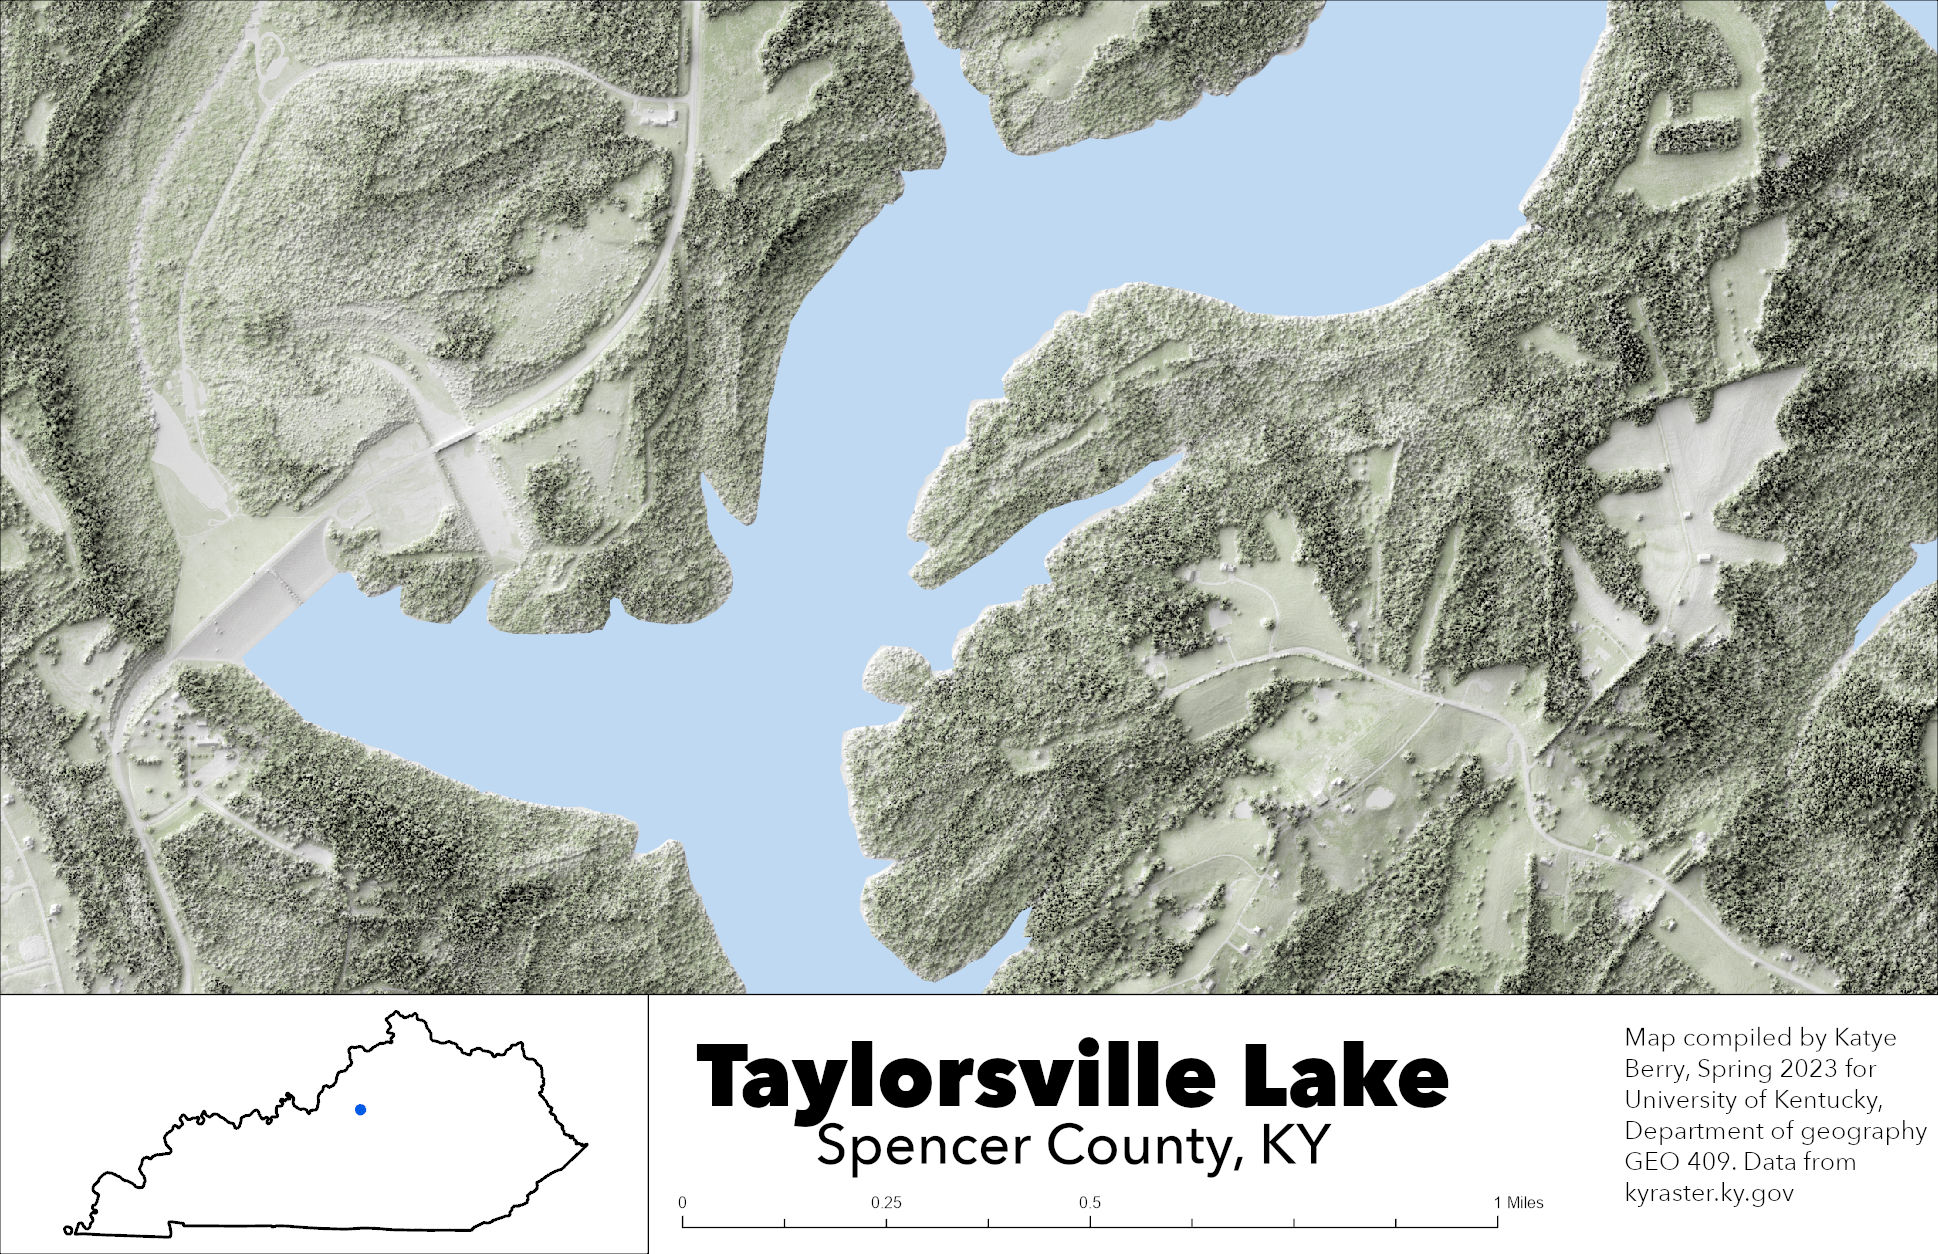 Taylorsville Lake
Spencer County, KY
0 0.25 0.5 1 Miles
Map compiled by Katye
Berry, Spring 2023 for
University of Kentucky,
Department of geography
GEO 409. Data from
kyraster.ky.gov